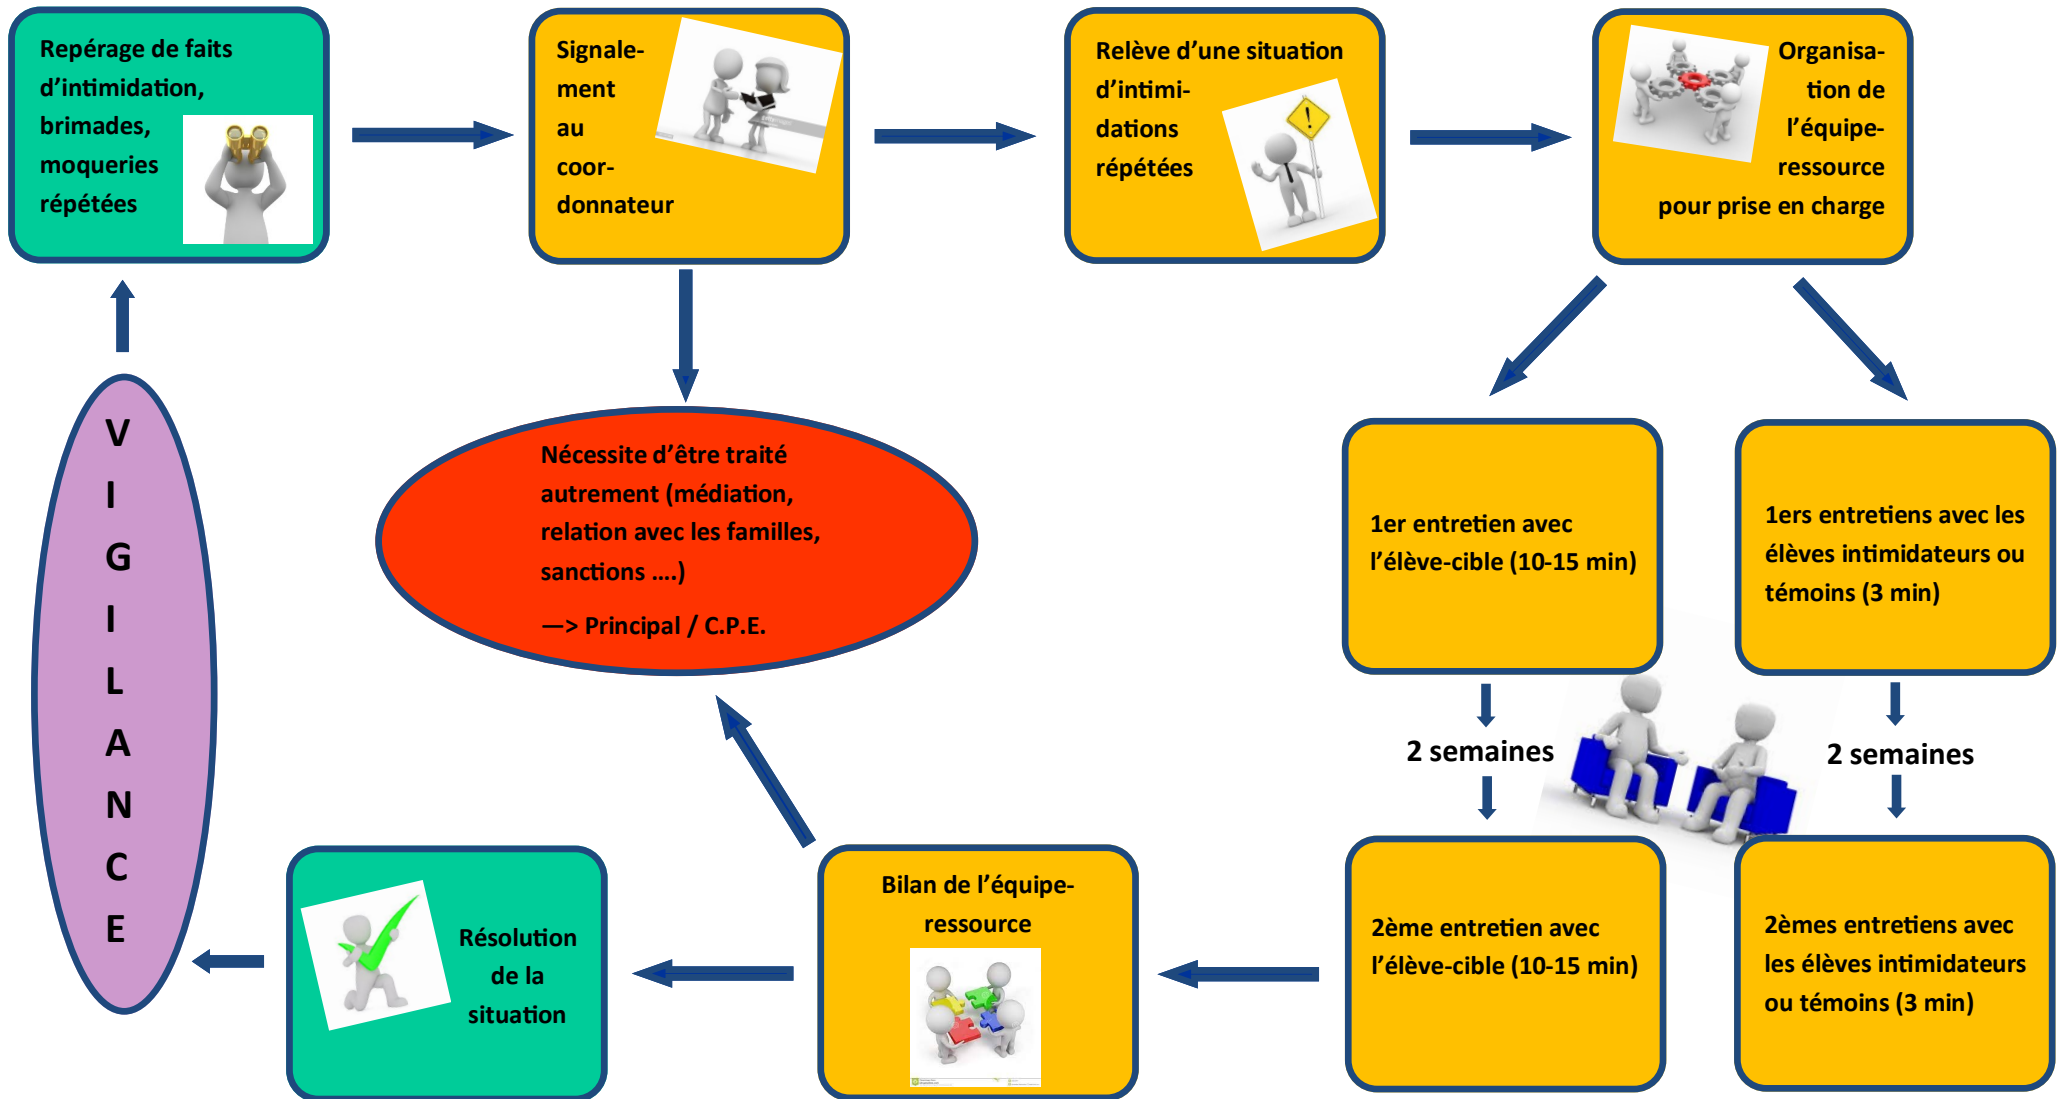 Repérage de faits
d’intimidation,
brimades,
moqueries
répétées
Signale-
ment
au
coor-
donnateur
Relève d’une situation
d’intimi-
dations
répétées
Organisa-
tion de
l’équipe-
ressource
pour prise en charge
V
I
G
I
L
A
N
C
E
Nécessite d’être traité
autrement (médiation,
relation avec les familles,
sanctions ....)
—> Principal / C.P.E.
1er entretien avec
l’élève-cible (10-15 min)
1ers entretiens avec les
élèves intimidateurs ou
témoins (3 min)
2 semaines
2 semaines
2ème entretien avec
l’élève-cible (10-15 min)
2èmes entretiens avec
les élèves intimidateurs
ou témoins (3 min)
Bilan de l’équipe-
ressource
Résolution
de la
situation